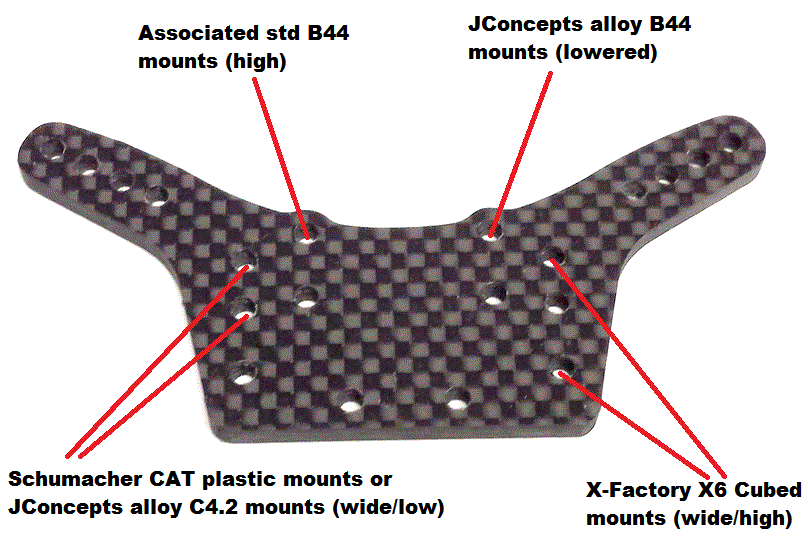 Associated std B44
mounts (high)
JConcepts alloy B44
mounts (lowered)
Schumacher CAT plastic mounts or
JConcepts alloy C4.2 mounts (wide/low)
X-Factory X6 Cubed
mounts (wide/high)